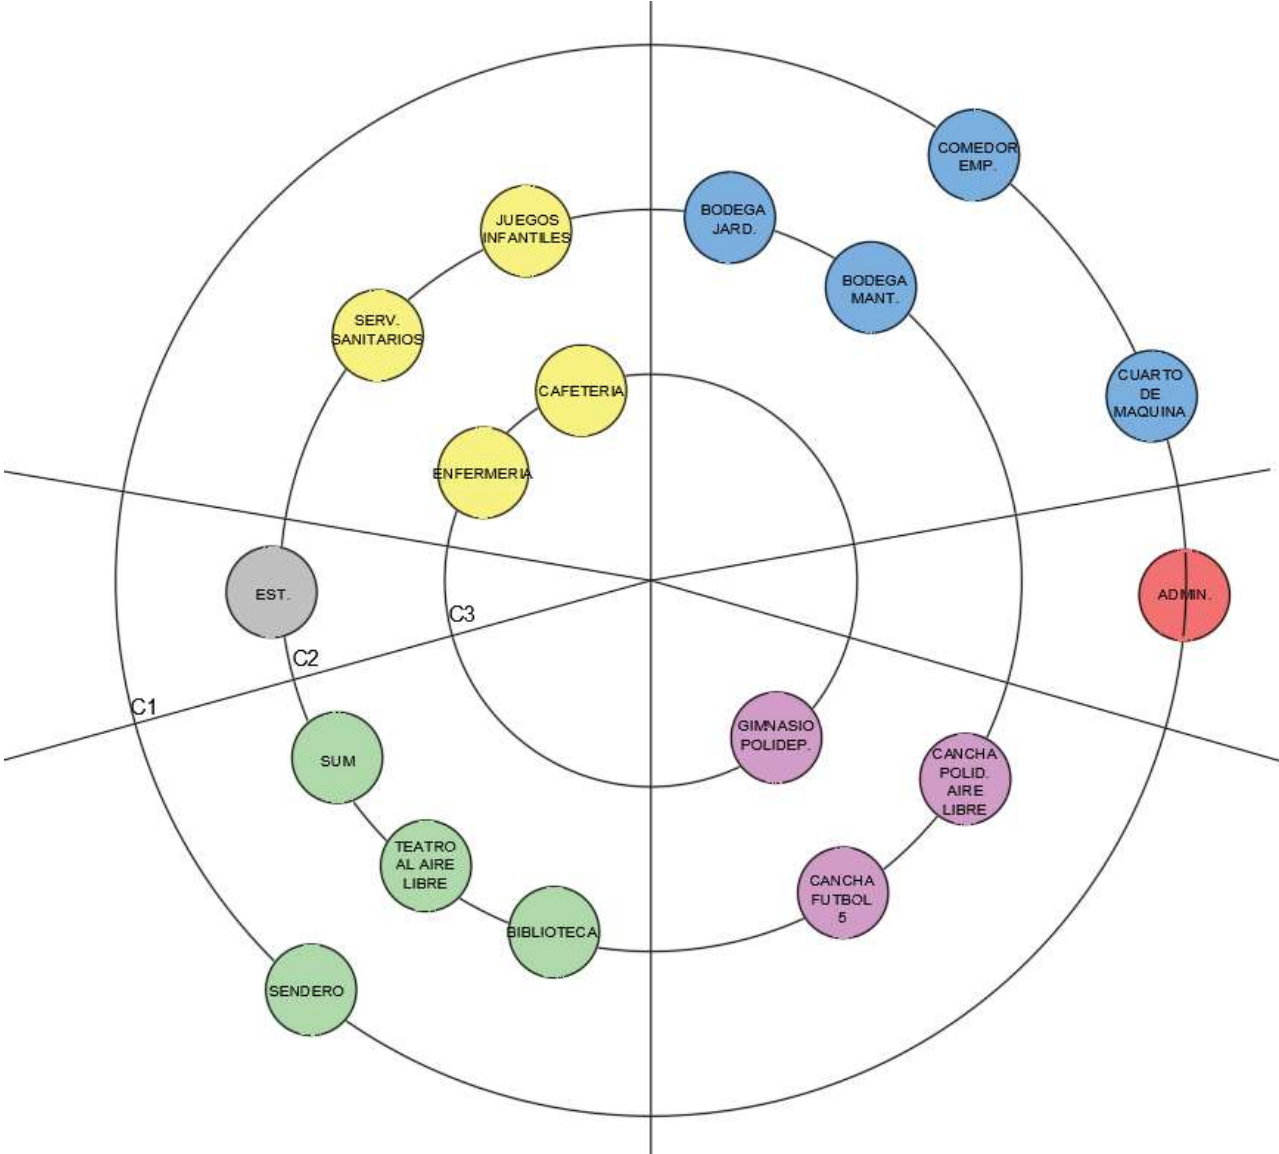 COMEDOR
EMP.
JUEGOS
INFANTILES
BODEGA
JARD.
BODEGA
MANT.
SERV.
SANITARIOS
CAFETERIA
CUARTO
DE
MAQUINA
ENFERMERIA
EST.
ADMIN.
C3
C2
C1
SUM
GIMNASIO
POLIDEP.
CANCHA
POLID.
AIRE
LIBRE
TEATRO
AL AIRE
LIBRE
CANCHA
FUTBOL
5
BIBLIOTECA
SENDERO